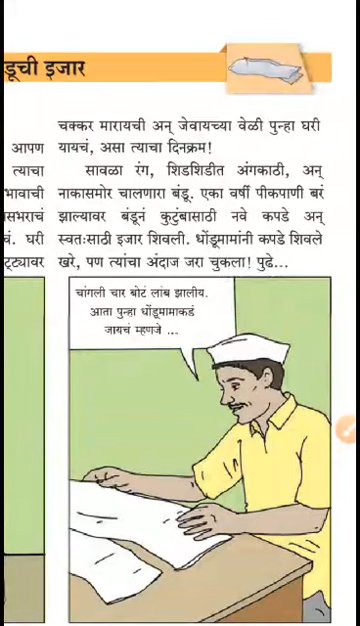 डूची इजार
आपण
त्याचा
भावाची
सभराचं
चं. घरी
ट्ट्यावर
चक्कर मारायची अन् जेवायच्या वेळी पुन्हा घरी
यायचं, असा त्याचा दिनक्रम!
सावळा रंग, शिडशिडीत अंगकाठी, अन्
नाकासमोर चालणारा बंडू. एका वर्षी पीकपाणी बरं
झाल्यावर बंडूनं कुटुंबासाठी नवे कपडे अन्
स्वतःसाठी इजार शिवली. धोंडूमामांनी कपडे शिवले
खरे, पण त्यांचा अंदाज जरा चुकला! पुढे...
चांगली चार बोटं लांब झालीय.
आता पुन्हा धोंडूमामाकडं
जायचं म्हणजे ...